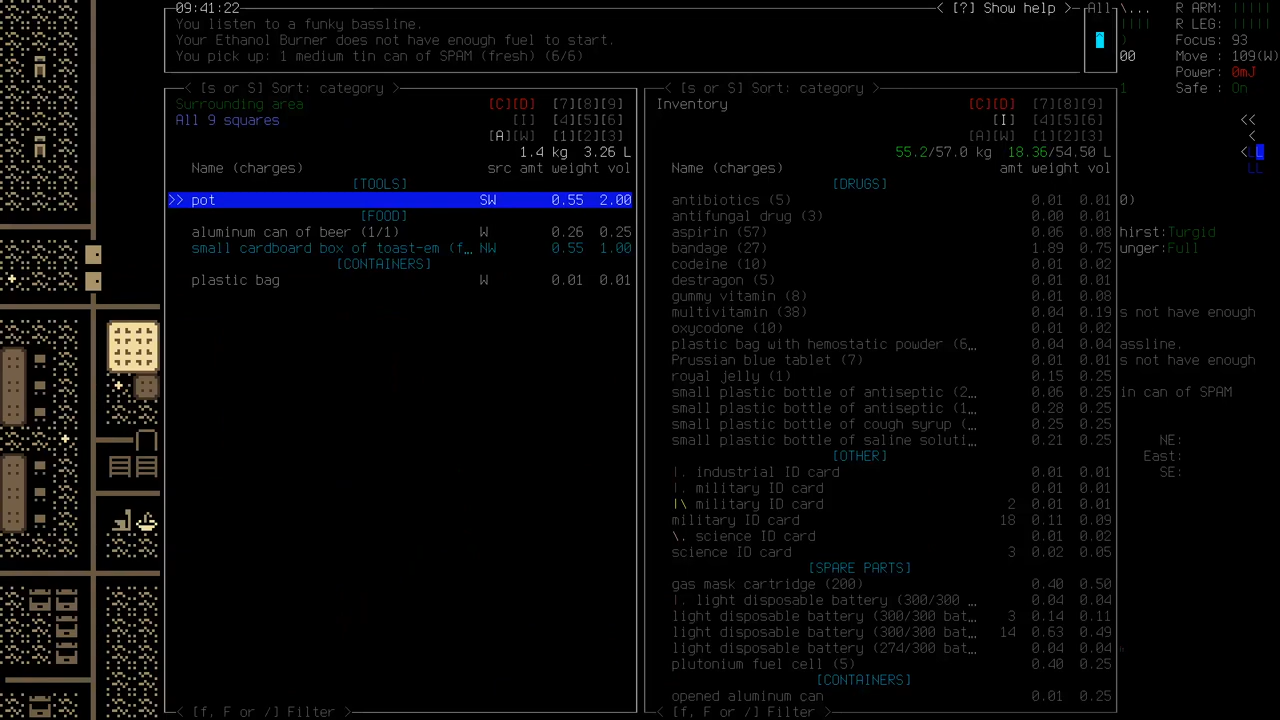 09:41:22
< [?] Show help >
All
You listen to a funky bassline.
Your Ethanol Burner does not have enough fuel to start.
You pick up: 1 medium tin can of SPAM (fresh) (6/6)
R ARM: |||||
R LEG: |||||
Focus: 93
00 Move : 109(W)
Power: 0mJ
Safe : On
< [s or S] Sort: category >
Surrounding area [C][D] [7][8][9]
All 9 squares [I] [4][5][6]
[A][W] [1][2][3]
1.4 kg 3.26 L
Name (charges) src amt weight vol
[TOOLS]
>> pot SW 0.55 2.00
[FOOD]
aluminum can of beer (1/1) W 0.26 0.25
small cardboard box of toast-em (f… NW 0.55 1.00
[CONTAINERS]
plastic bag W 0.01 0.01
< [f, F or /] Filter >
< [s or S] Sort: category >
Inventory [C][D] [7][8][9]
[I] [4][5][6]
[A][W] [1][2][3]
55.2/57.0 kg 18.36/54.50 L
Name (charges) amt weight vol
[DRUGS]
antibiotics (5) 0.01 0.01
antifungal drug (3) 0.00 0.01
aspirin (57) 0.06 0.08
bandage (27) 1.89 0.75
codeine (10) 0.01 0.02
destragon (5) 0.01 0.01
gummy vitamin (8) 0.01 0.08
multivitamin (38) 0.04 0.19
oxycodone (10) 0.01 0.02
plastic bag with hemostatic powder (6… 0.04 0.04
Prussian blue tablet (7) 0.01 0.01
royal jelly (1) 0.15 0.25
small plastic bottle of antiseptic (2… 0.06 0.25
small plastic bottle of antiseptic (1… 0.28 0.25
small plastic bottle of cough syrup (… 0.25 0.25
small plastic bottle of saline soluti… 0.21 0.25
[OTHER]
|. industrial ID card 0.01 0.01
|. military ID card 0.01 0.01
|\ military ID card 2 0.01 0.01
military ID card 18 0.11 0.09
\. science ID card 0.01 0.02
science ID card 3 0.02 0.05
[SPARE PARTS]
gas mask cartridge (200) 0.40 0.50
|. light disposable battery (300/300 … 0.04 0.04
light disposable battery (300/300 bat… 3 0.14 0.11
light disposable battery (300/300 bat… 14 0.63 0.49
light disposable battery (274/300 bat… 0.04 0.04
plutonium fuel cell (5) 0.40 0.25
[CONTAINERS]
opened aluminum can 0.01 0.25
< [f, F or /] Filter >
hirst:Turgid
unger:Full
s not have enough
assline.
s not have enough
in can of SPAM
NE:
East:
SE: